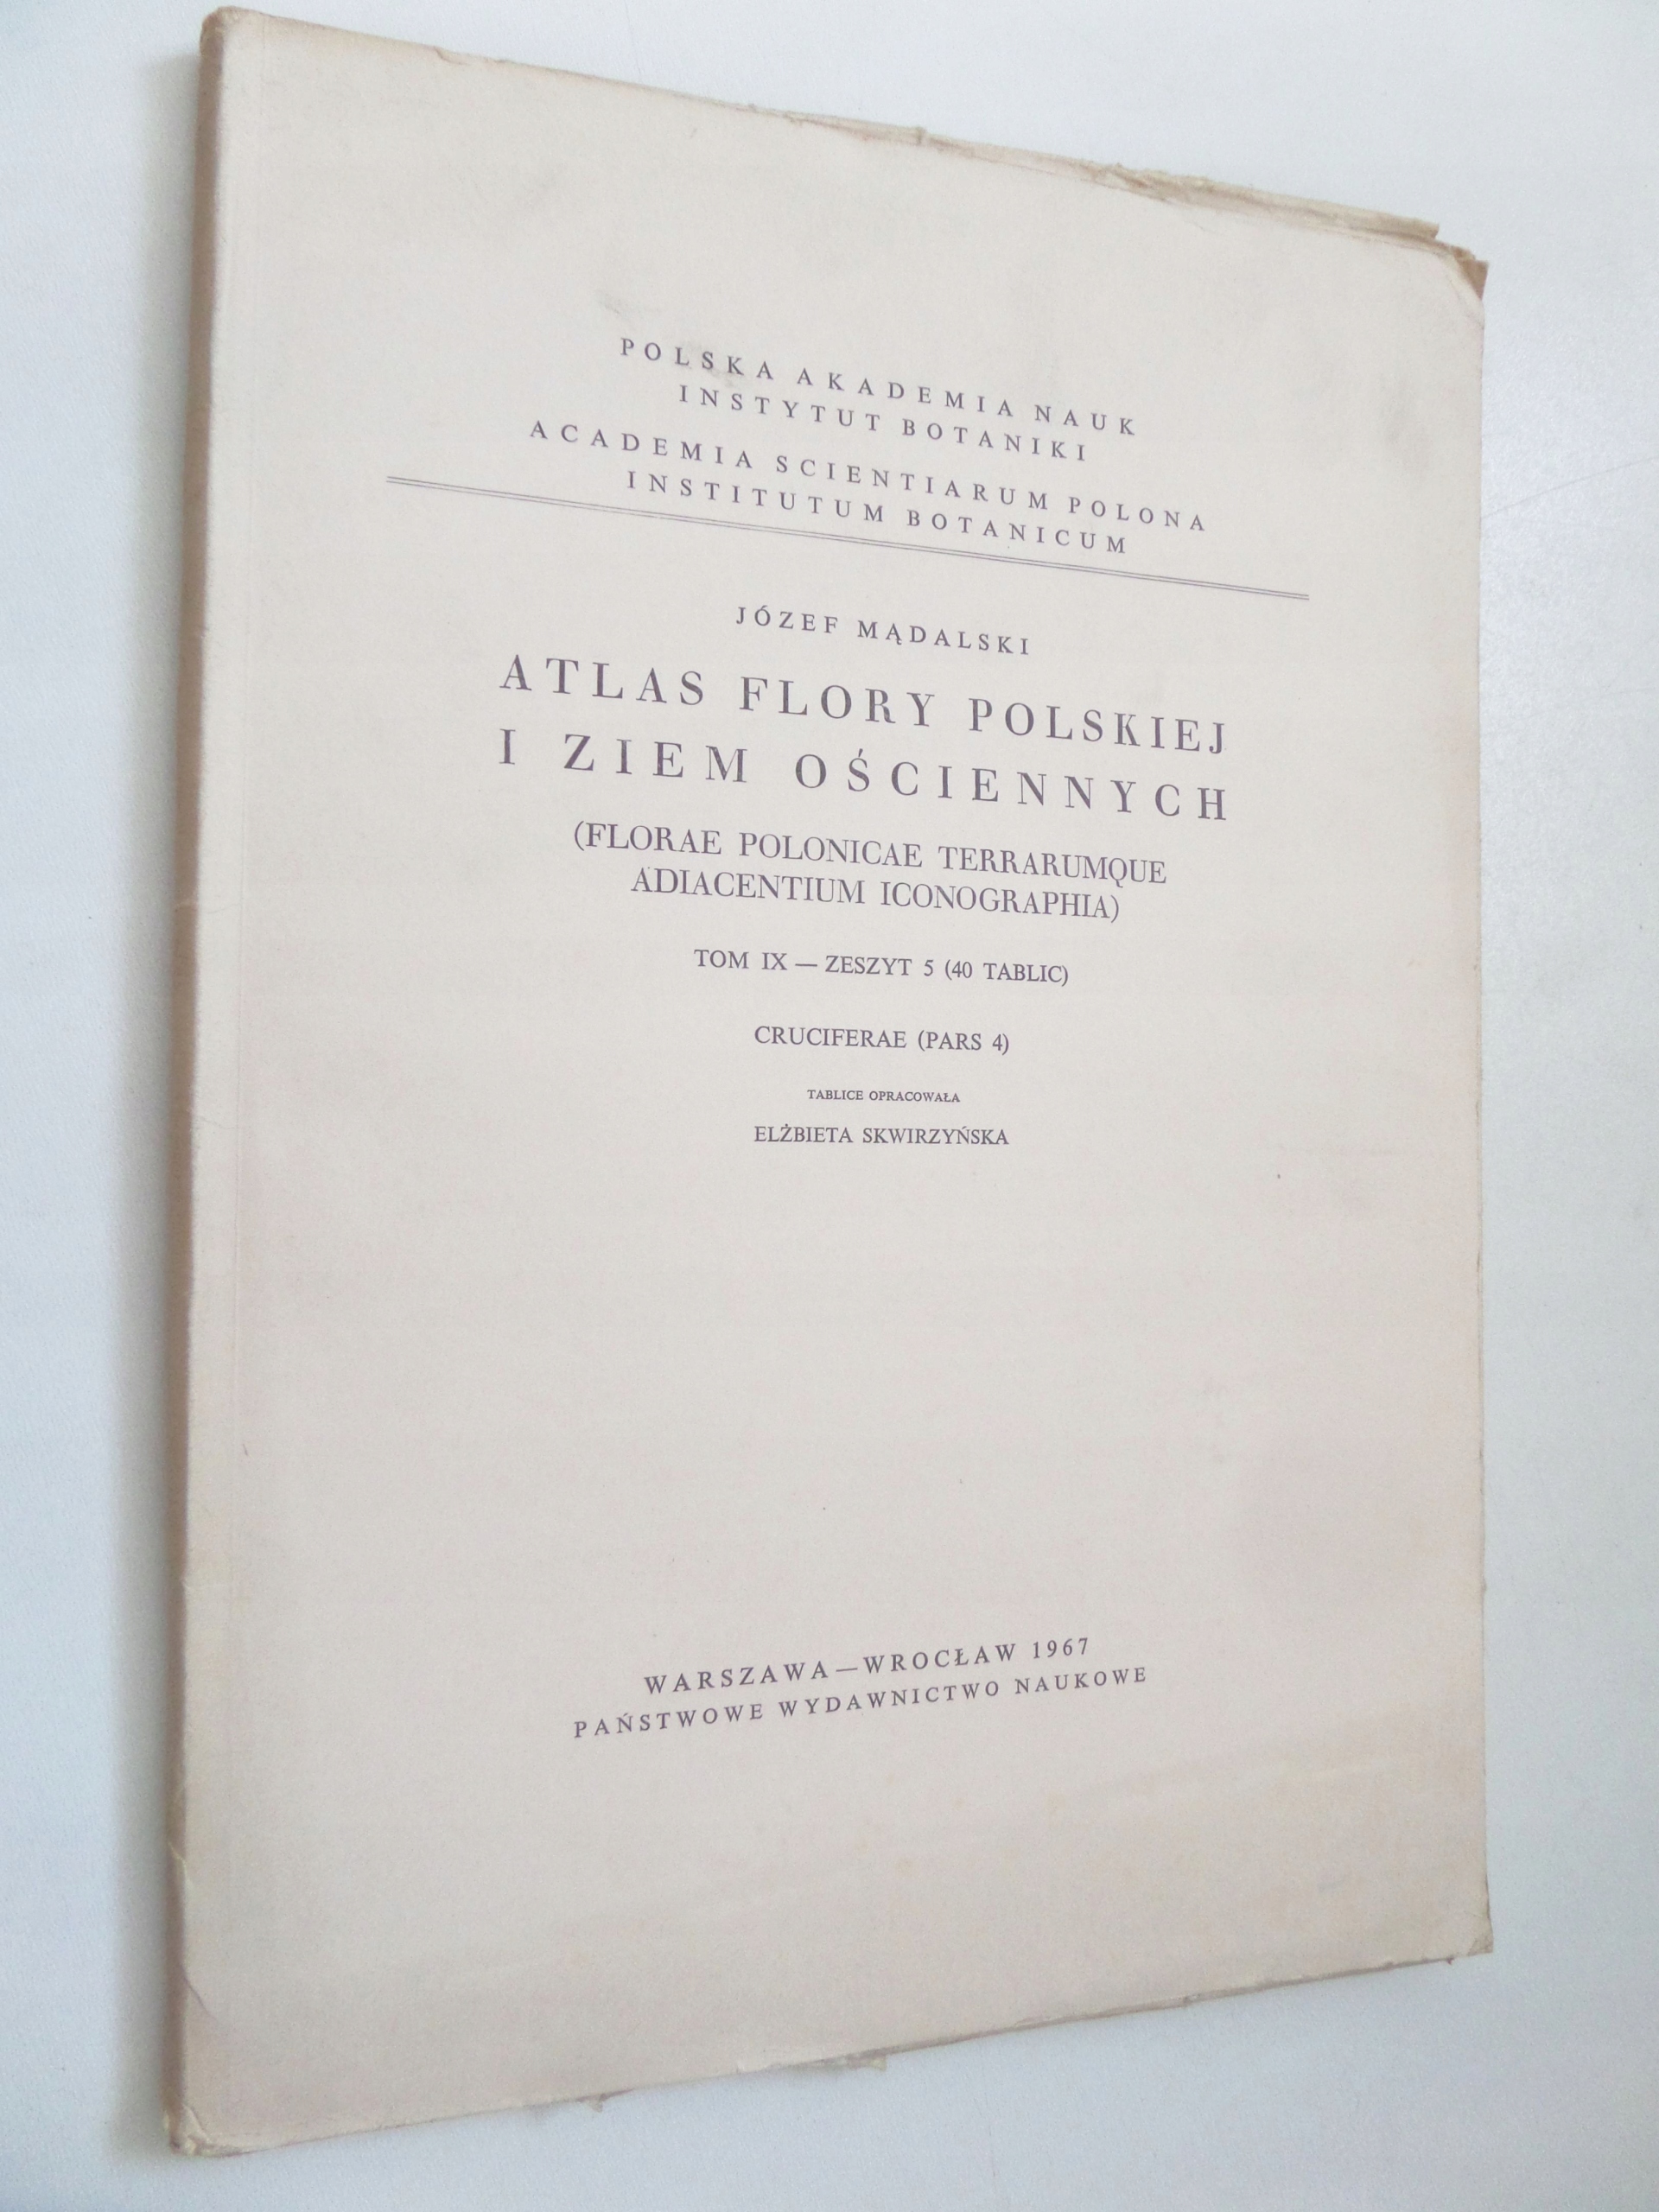 POLSKA AKADEMIA NAUK
INSTYTUT BOTANIKI
ACADEMIA SCIENTIARUM POLONA
INSTITUTUM BOTANICUM
JÓZEF MĄDALSKI
ATLAS FLORY POLSKIEJ
I ZIEM OŚCIENNYCH
(FLORAE POLONICAE TERRARUMQUE
ADIACENTIUM ICONOGRAPHIA)
TOM IX — ZESZYT 5 (40 TABLIC)
CRUCIFERAE (PARS 4)
TABLICE OPRACOWAŁA
ELŻBIETA SKWIRZYŃSKA
WARSZAWA—WROCŁAW 1967
PAŃSTWOWE WYDAWNICTWO NAUKOWE